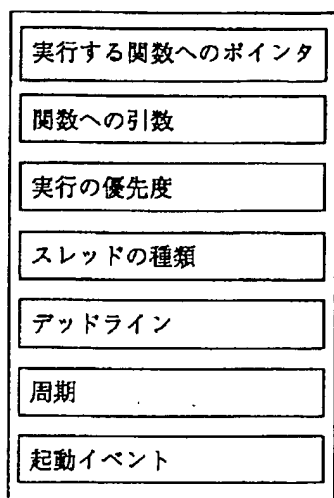 実行する関数へのポインタ
関数への引数
実行の優先度
スレッドの種類
デッドライン
周期
起動イベント